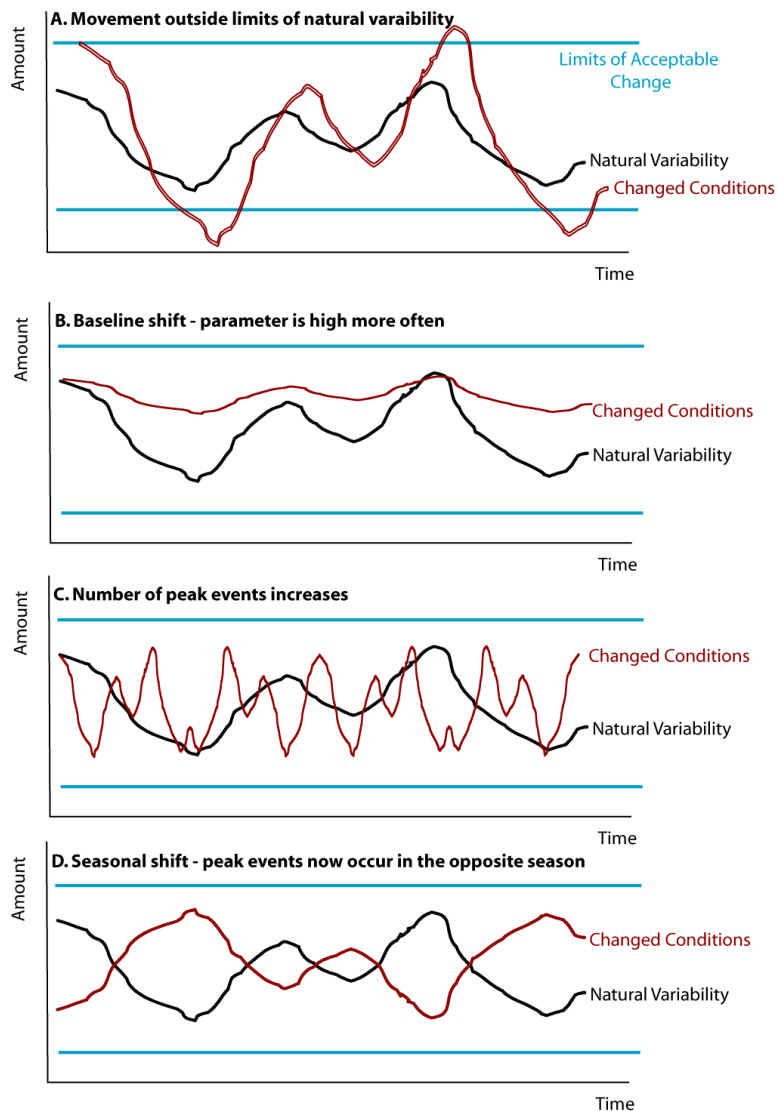 A. Movement outside limits of natural varaibility
Amount
Limits of Acceptable
Change
Natural Variability
Changed Conditions
Time
B. Baseline shift - parameter is high more often
Amount
Changed Conditions
Natural Variability
Time
C. Number of peak events increases
Amount
Changed Conditions
Natural Variability
Time
D. Seasonal shift - peak events now occur in the opposite season
Amount
Changed Conditions
Natural Variability
Time